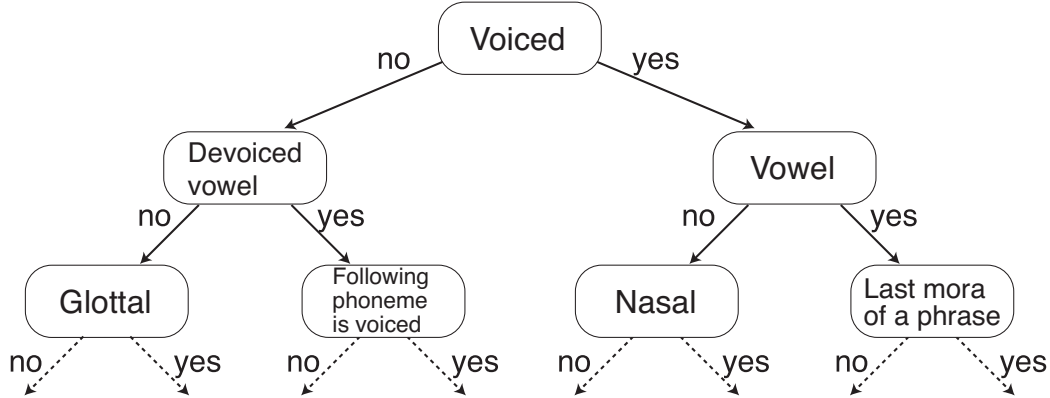 Voiced
no
yes
Devoiced
vowel
Vowel
no
yes
no
yes
Glottal
Following
phoneme
is voiced
Nasal
Last mora
of a phrase
no
yes
no
yes
no
yes
no
yes